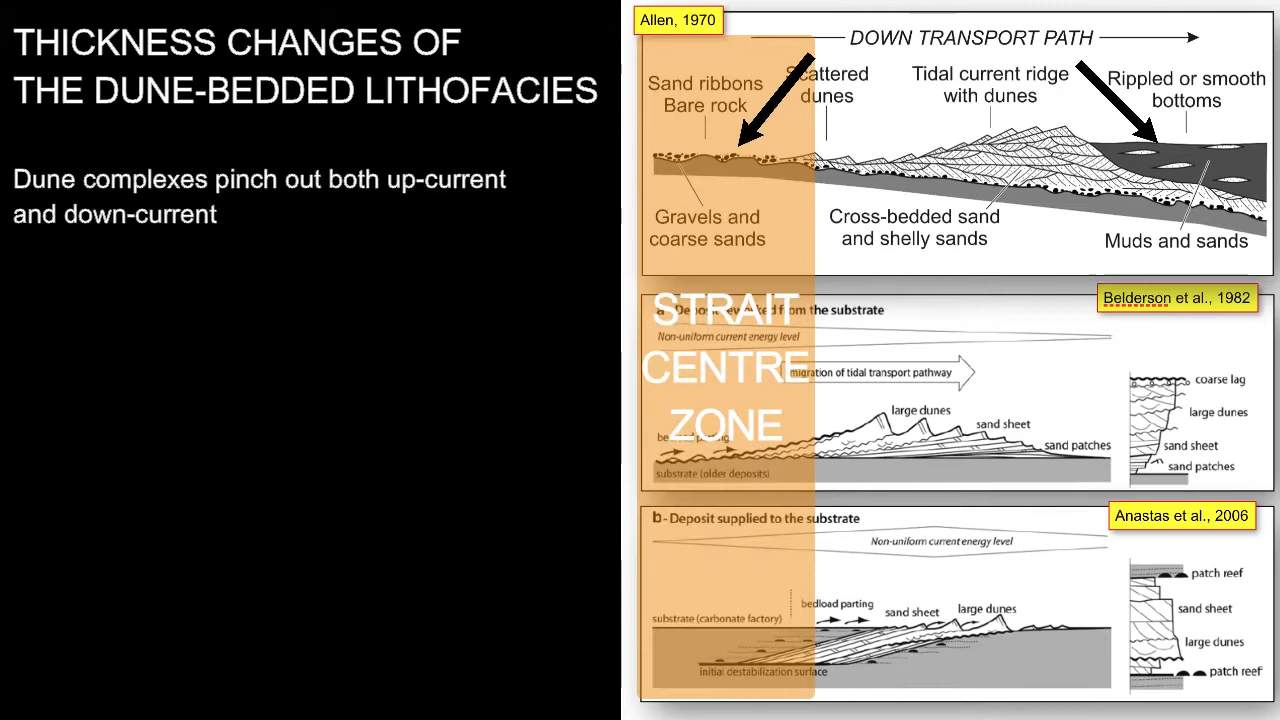 THICKNESS CHANGES OF
THE DUNE-BEDDED LITHOFACIES
Dune complexes pinch out both up-current
and down-current
Allen, 1970
DOWN TRANSPORT PATH
Sand ribbons
Bare rock
Scattered
dunes
Tidal current ridge
with dunes
Rippled or smooth
bottoms
Gravels and
coarse sands
Cross-bedded sand
and shelly sands
Muds and sands
STRAIT
CENTRE
ZONE
Belderson et al., 1982
a - Deposit reworked from the substrate
Non-uniform current energy level
migration of tidal transport pathway
large dunes
sand sheet
sand patches
bedload parting
substrate (older deposits)
coarse lag
large dunes
sand sheet
sand patches
Anastas et al., 2006
b - Deposit supplied to the substrate
Non-uniform current energy level
bedload parting
sand sheet
large dunes
substrate (carbonate factory)
initial destabilization surface
patch reef
sand sheet
large dunes
patch reef